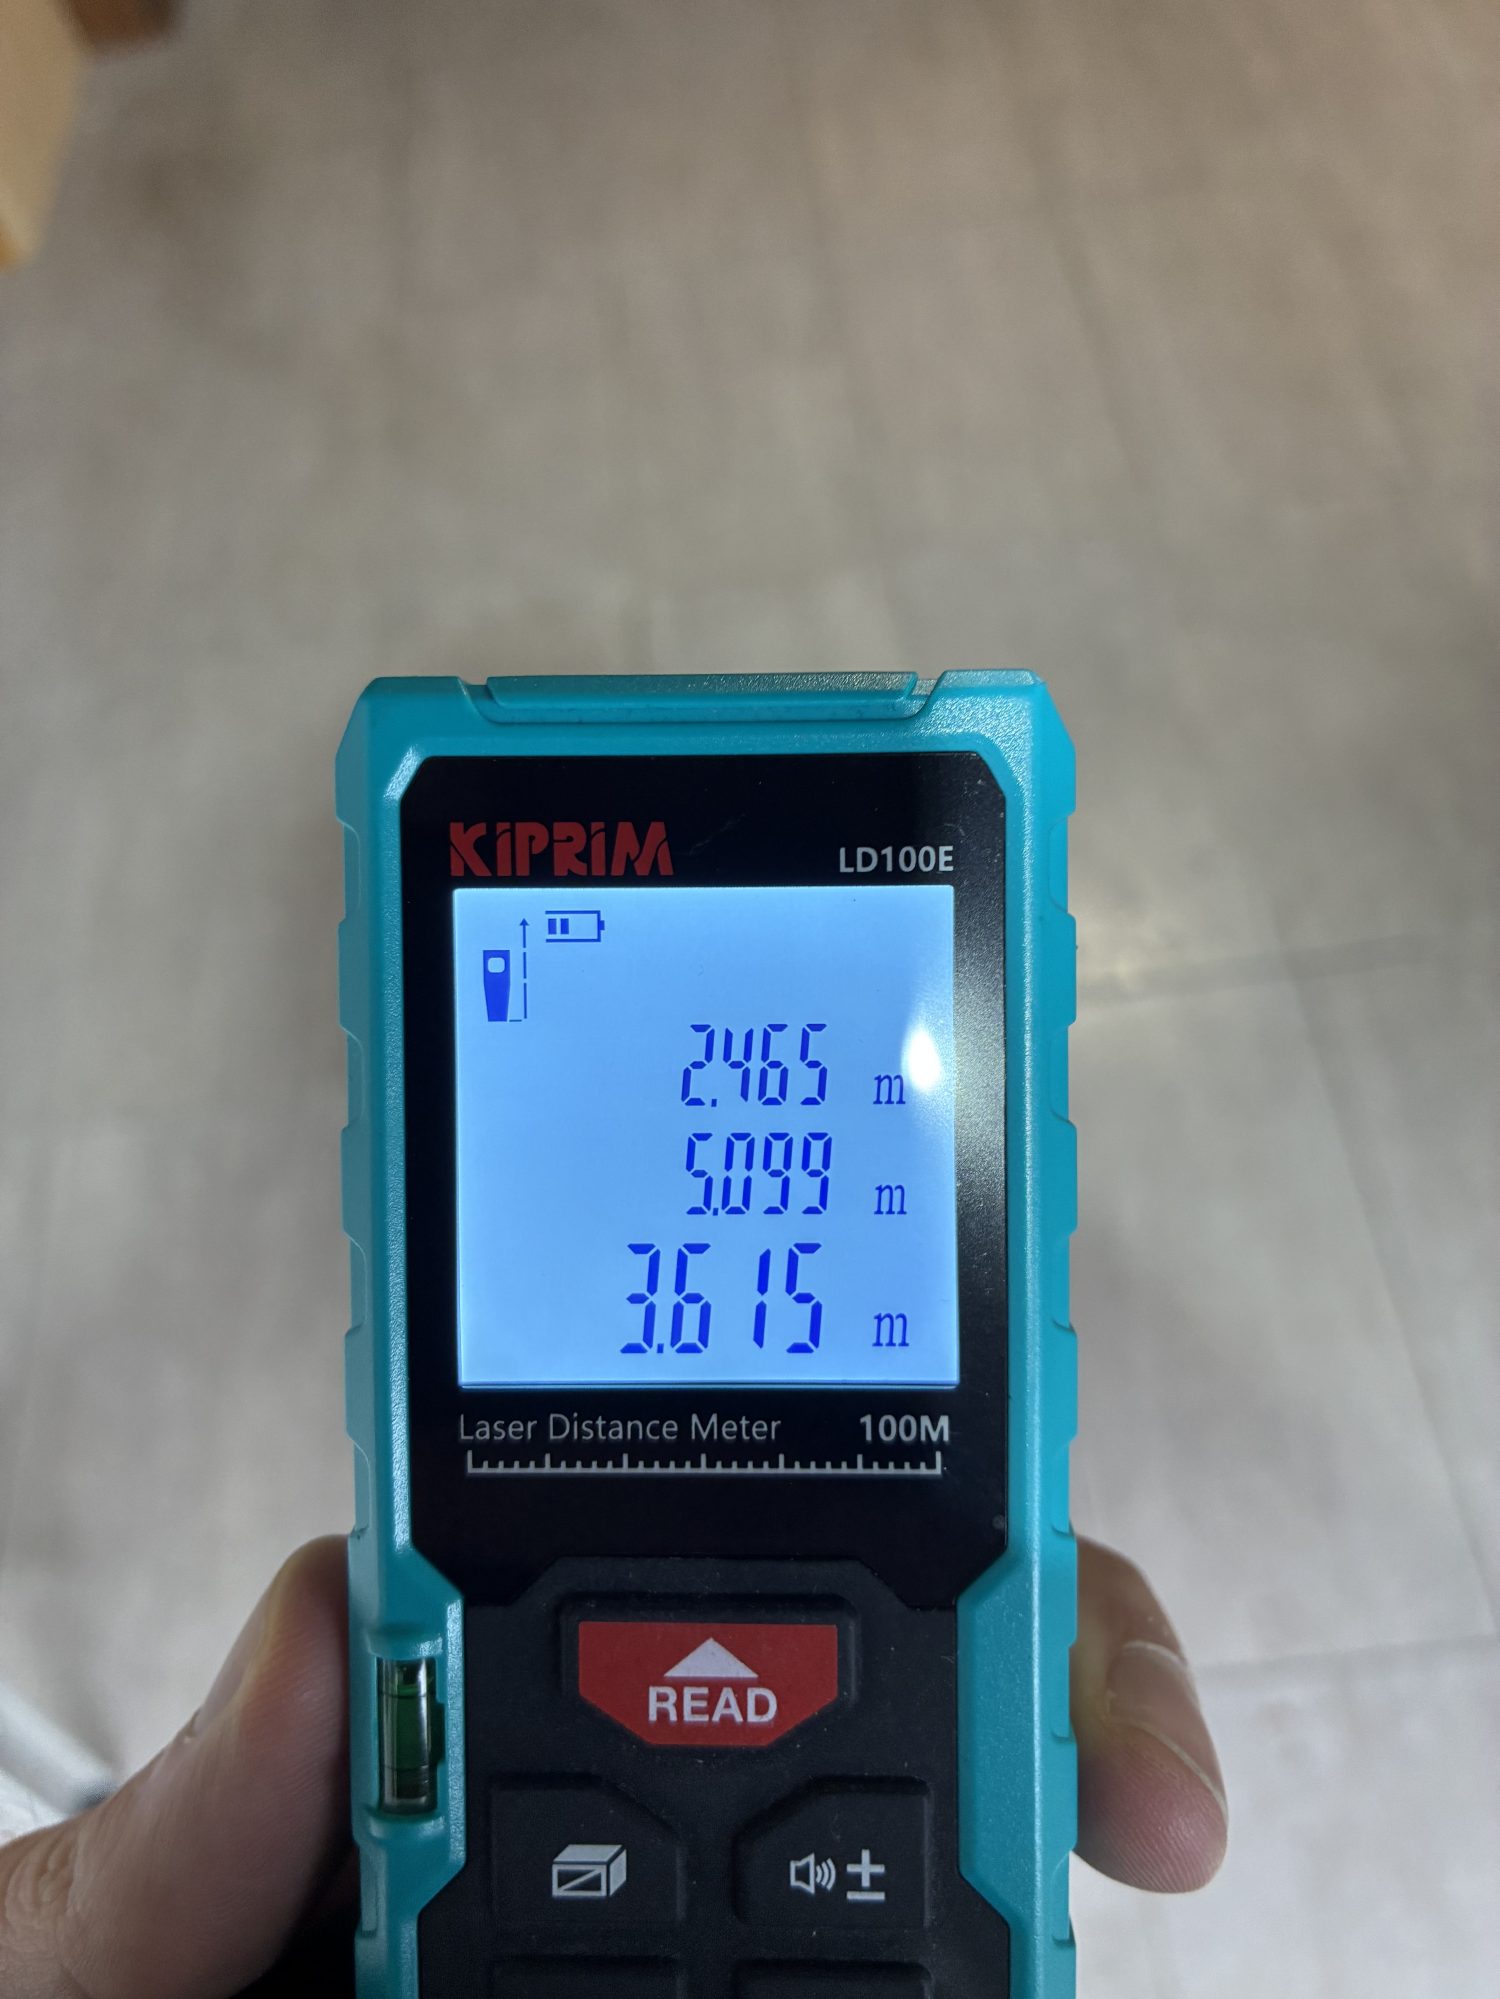 KIPRIM
LD100E
2.465 m
5.099 m
3.615 m
Laser Distance Meter 100M
READ